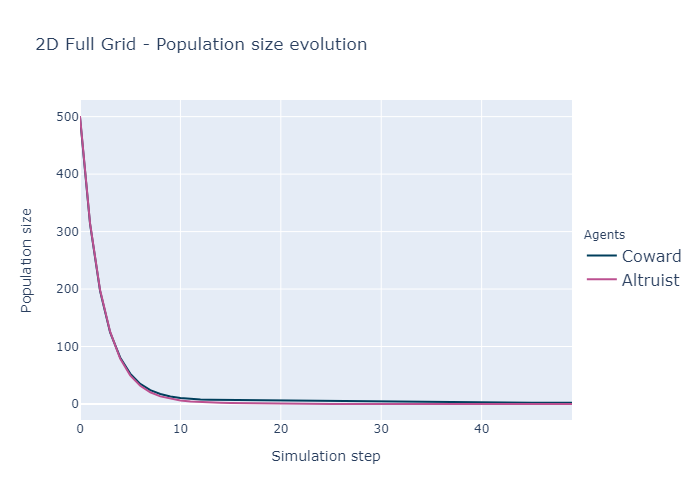 2D Full Grid - Population size evolution
500
400
300
200
100
0
Population size
0 10 20 30 40
Simulation step
Agents
Coward
Altruist